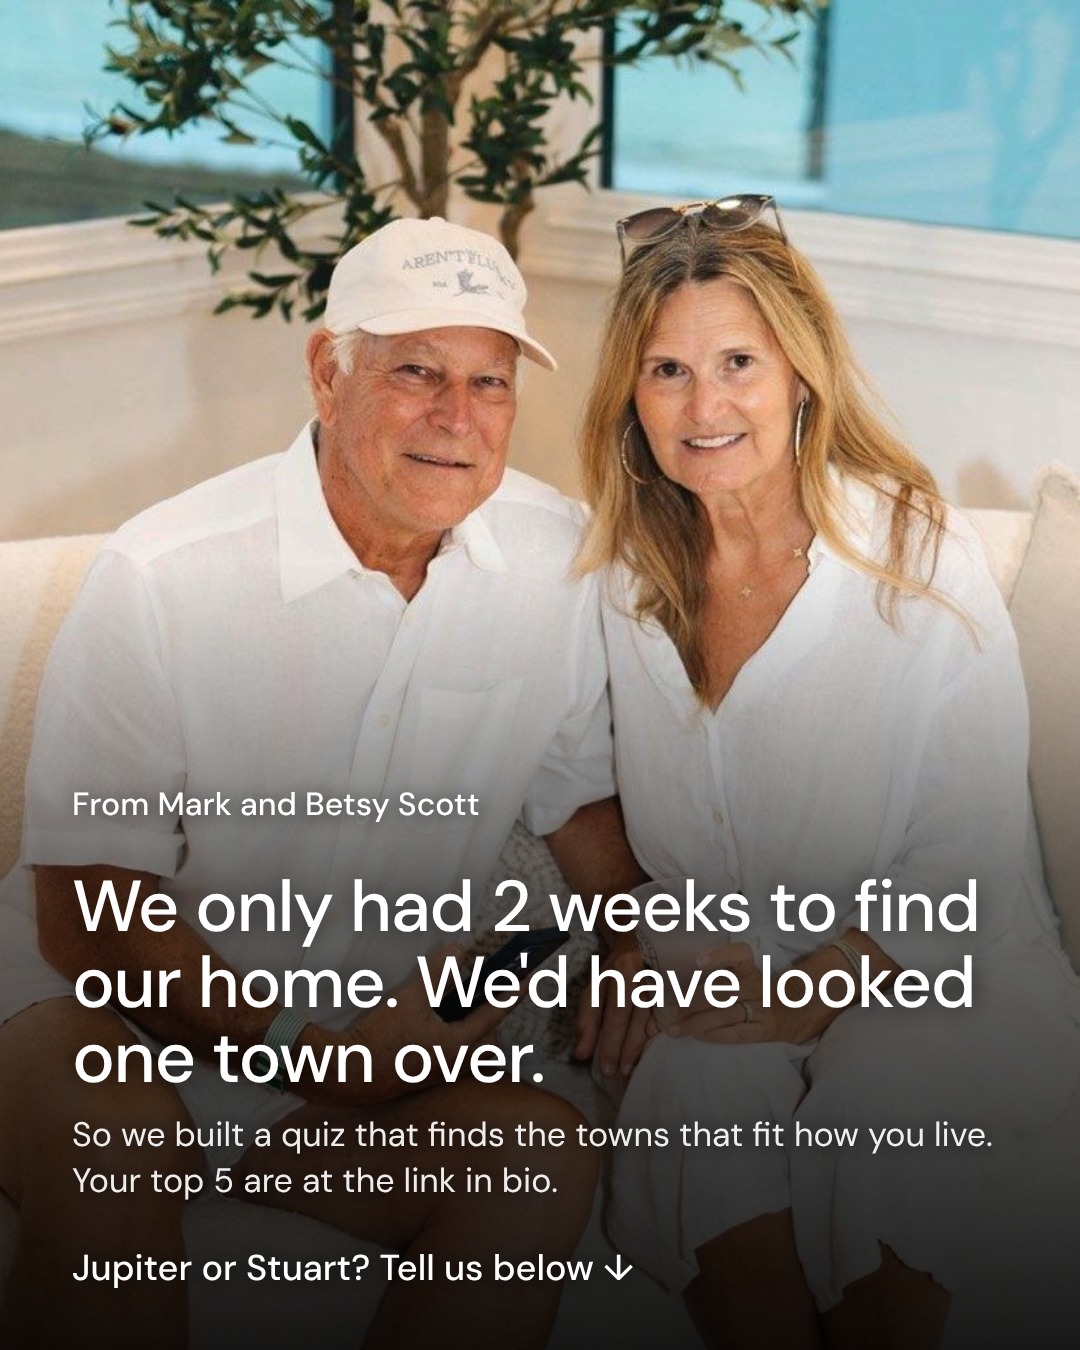 AREN'T
From Mark and Betsy Scott
We only had 2 weeks to find
our home. We'd have looked
one town over.
So we built a quiz that finds the towns that fit how you live.
Your top 5 are at the link in bio.
Jupiter or Stuart? Tell us below ↓